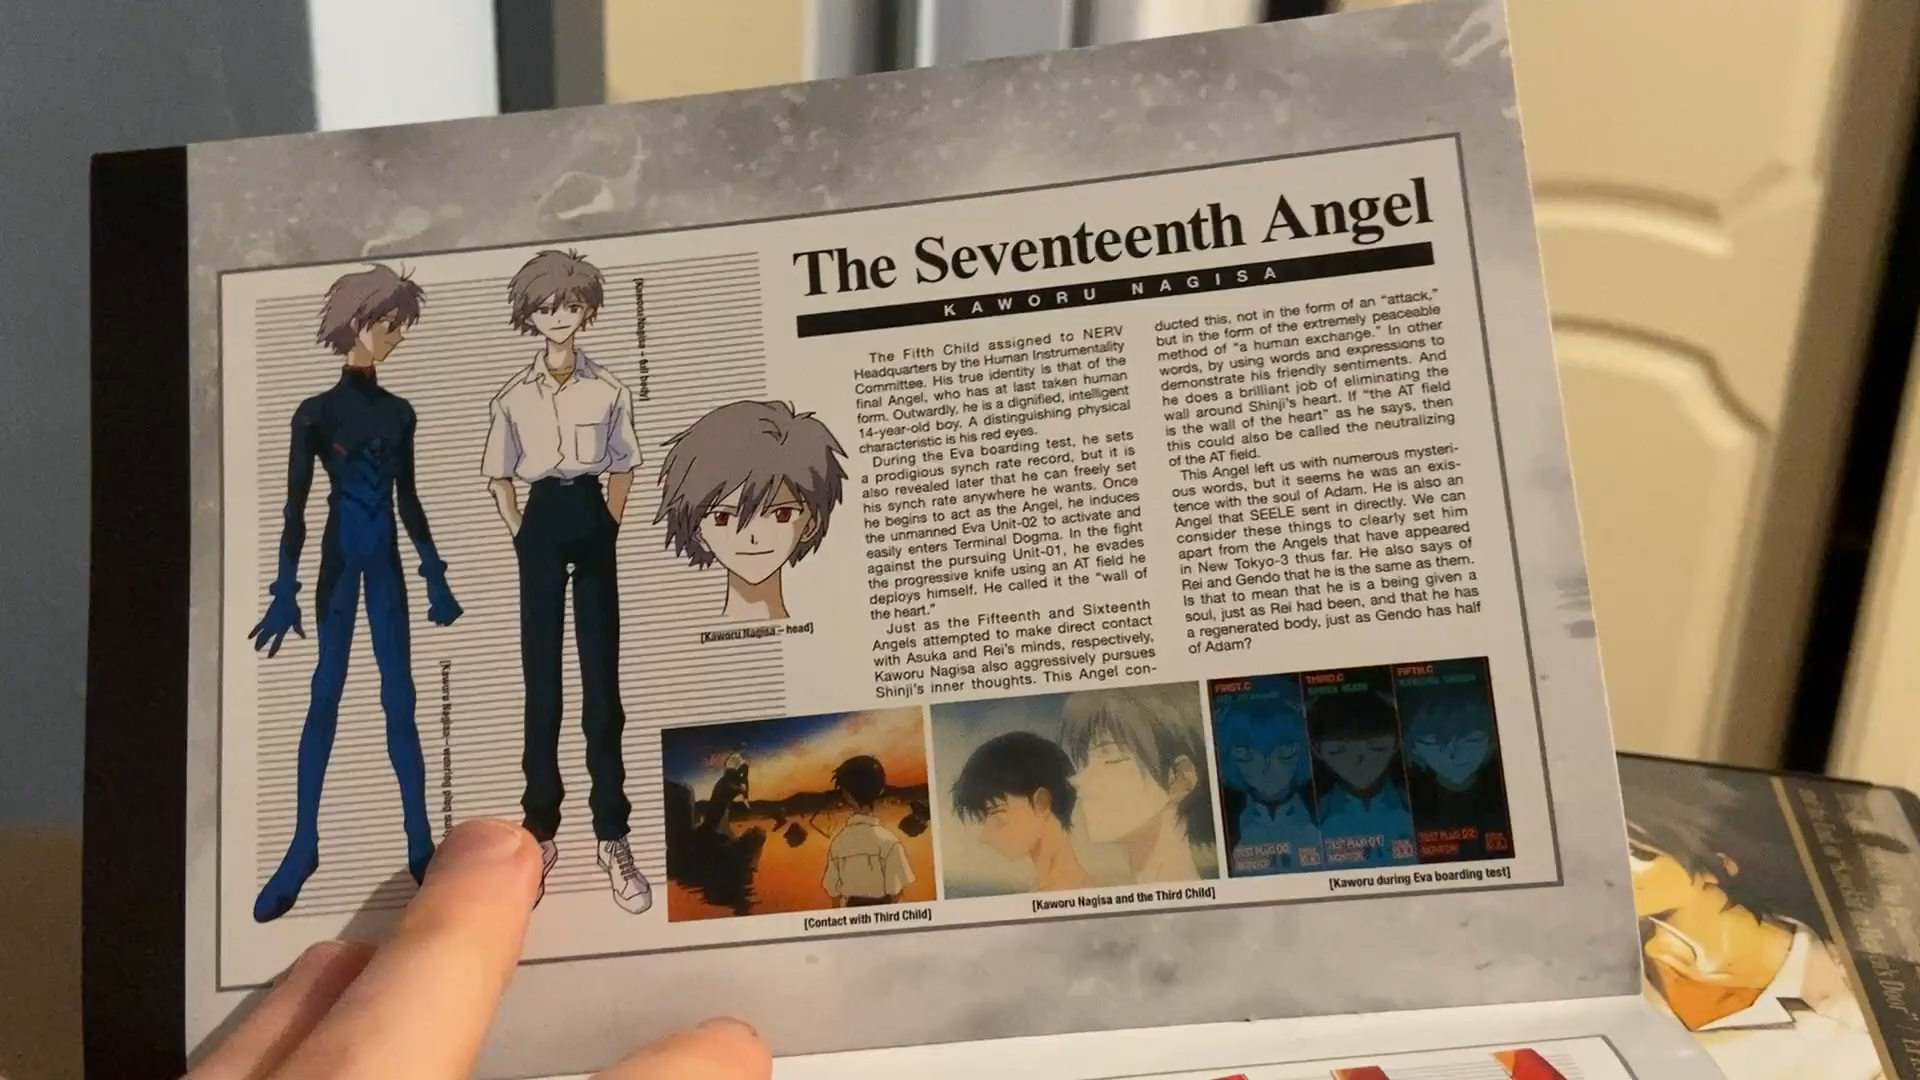 The Seventeenth Angel
KAWORU NAGISA
The Fifth Child assigned to NERV
Headquarters by the Human Instrumentality
Committee. His true identity is that of the
final Angel, who has at last taken human
form. Outwardly, he is a dignified, intelligent
14-year-old boy. A distinguishing physical
characteristic is his red eyes.
During the Eva boarding test, he sets
a prodigious synch rate record, but it is
also revealed later that he can freely set
his synch rate anywhere he wants. Once
he begins to act as the Angel, he induces
the unmanned Eva Unit-02 to activate and
easily enters Terminal Dogma. In the fight
against the pursuing Unit-01, he evades
the progressive knife using an AT field he
deploys himself. He called it the "wall of
the heart."
Just as the Fifteenth and Sixteenth
Angels attempted to make direct contact
with Asuka and Rei's minds, respectively,
Kaworu Nagisa also aggressively pursues
Shinji's inner thoughts. This Angel con-
ducted this, not in the form of an "attack,"
but in the form of the extremely peaceable
method of "a human exchange." In other
words, by using words and expressions to
demonstrate his friendly sentiments. And
he does a brilliant job of eliminating the
wall around Shinji's heart. If "the AT field
is the wall of the heart" as he says, then
this could also be called the neutralizing
of the AT field.
This Angel left us with numerous mysteri-
ous words, but it seems he was an exis-
tence with the soul of Adam. He is also an
Angel that SEELE sent in directly. We can
consider these things to clearly set him
apart from the Angels that have appeared
in New Tokyo-3 thus far. He also says of
Rei and Gendo that he is the same as them.
Is that to mean that he is a being given a
soul, just as Rei had been, and that he has
a regenerated body, just as Gendo has half
of Adam?
[Kaworu Nagisa – full body]
[Kaworu Nagisa – head]
[Kaworu Nagisa – wearing plug
[Contact with Third Child]
[Kaworu Nagisa and the Third Child]
[Kaworu during Eva boarding test]
FIRST.C
THIRD.C
FIFTH.C
TEST PLUG 00
MONITOR
TEST PLUG 01
MONITOR
TEST PLUG 02
MONITOR